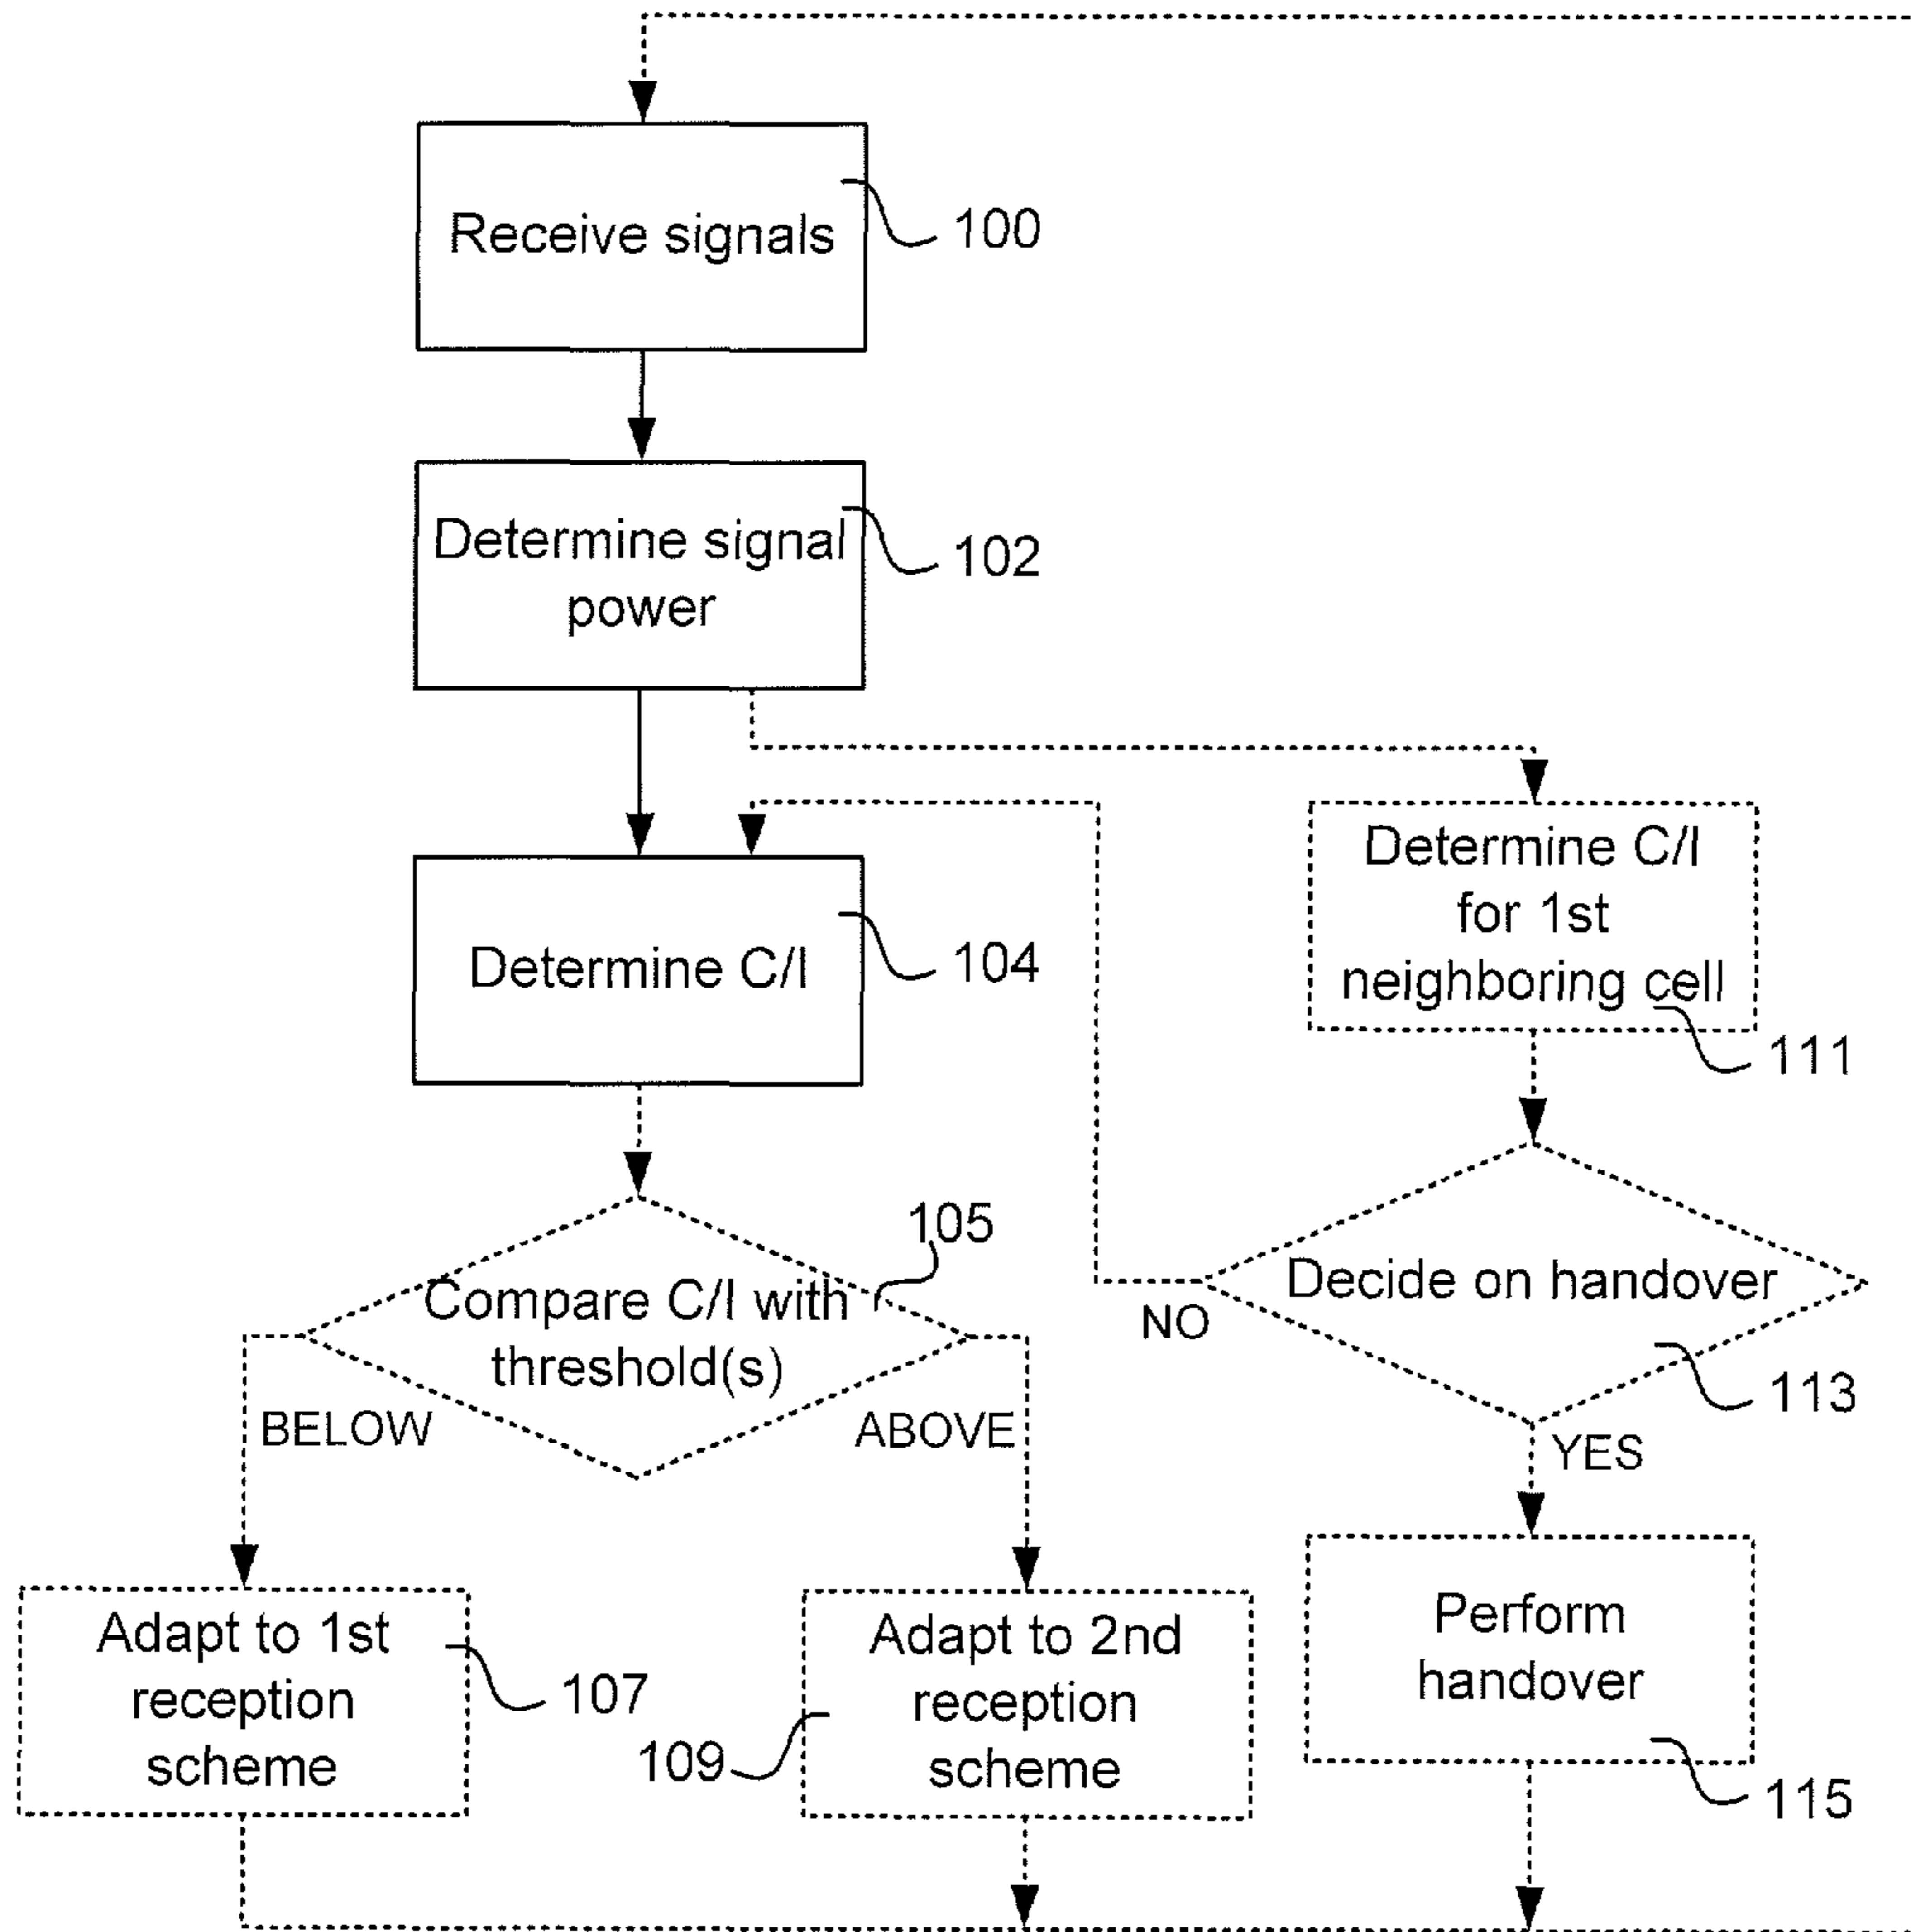 Receive signals
100
Determine signal
power
102
Determine C/I
104
Determine C/I
for 1st
neighboring cell
111
105
Compare C/I with
threshold(s)
Decide on handover
NO
113
BELOW
ABOVE
YES
Adapt to 1st
reception
scheme
107
Adapt to 2nd
reception
scheme
109
Perform
handover
115